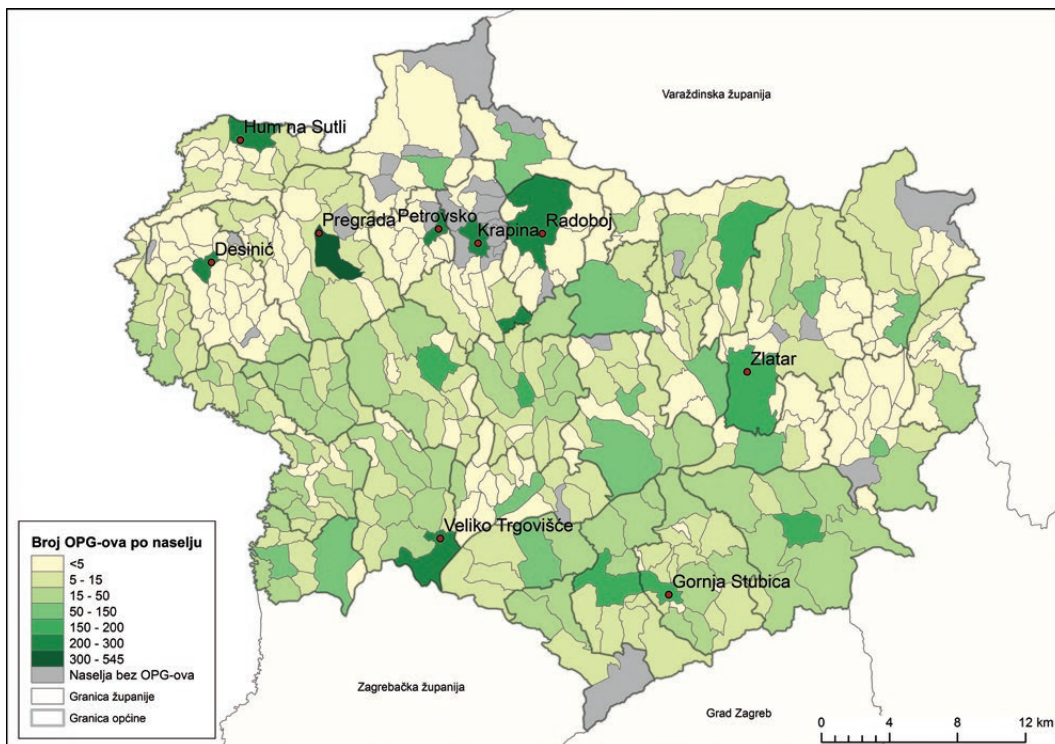 Varaždinska županija
Hum na Sutli
Pregrada
Petrovsko
Krapina
Radoboj
Desinić
Zlatar
Veliko Trgovišće
Gornja Stubica
Zagrebačka županija
Grad Zagreb
Broj OPG-ova po naselju
<5
5 - 15
15 - 50
50 - 150
150 - 200
200 - 300
300 - 545
Naselja bez OPG-ova
Granica županije
Granica općine
0 4 8 12 km